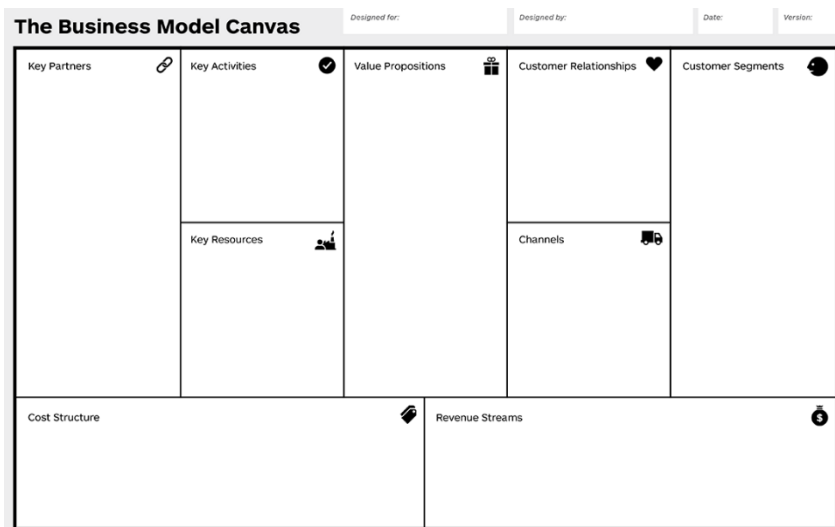 The Business Model Canvas
Designed for:
Designed by:
Date:
Version:
Key Partners
Key Activities
Value Propositions
Customer Relationships
Customer Segments
Key Resources
Channels
Cost Structure
Revenue Streams
$